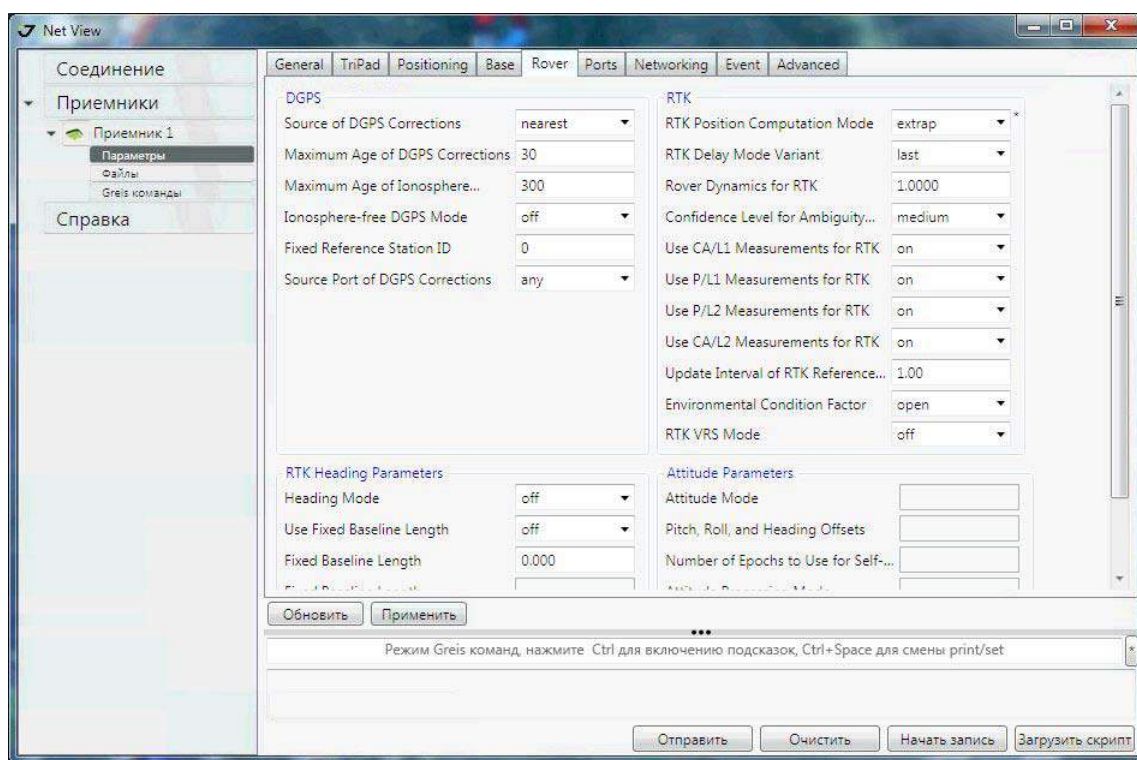 Net View
Соединение
Приемники
Приемник 1
Параметры
Файлы
Greis команды
Справка
General TriPad Positioning Base Rover Ports Networking Event Advanced
DGPS
Source of DGPS Corrections nearest
Maximum Age of DGPS Corrections 30
Maximum Age of Ionosphere... 300
Ionosphere-free DGPS Mode off
Fixed Reference Station ID 0
Source Port of DGPS Corrections any
RTK
RTK Position Computation Mode extrap *
RTK Delay Mode Variant last
Rover Dynamics for RTK 1.0000
Confidence Level for Ambiguity... medium
Use CA/L1 Measurements for RTK on
Use P/L1 Measurements for RTK on
Use P/L2 Measurements for RTK on
Use CA/L2 Measurements for RTK on
Update Interval of RTK Reference... 1.00
Environmental Condition Factor open
RTK VRS Mode off
RTK Heading Parameters
Heading Mode off
Use Fixed Baseline Length off
Fixed Baseline Length 0.000
Attitude Parameters
Attitude Mode
Pitch, Roll, and Heading Offsets
Number of Epochs to Use for Self-...
Обновить Применить
Режим Greis команд, нажмите Ctrl для включению подсказок, Ctrl+Space для смены print/set *
Отправить Очистить Начать запись Загрузить скрипт